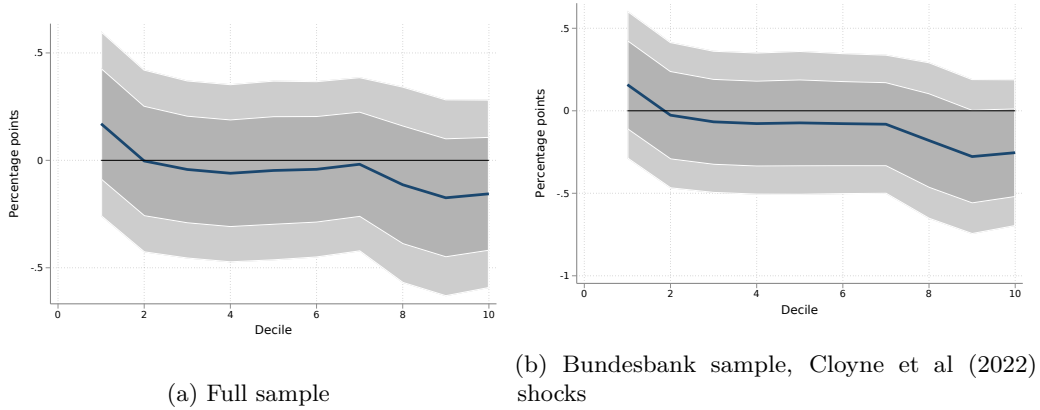 .5
0
-.5
Percentage points
0 2 4 6 8 10
Decile
(a) Full sample
.5
0
-.5
-1
Percentage points
0 2 4 6 8 10
Decile
(b) Bundesbank sample, Cloyne et al (2022)
shocks